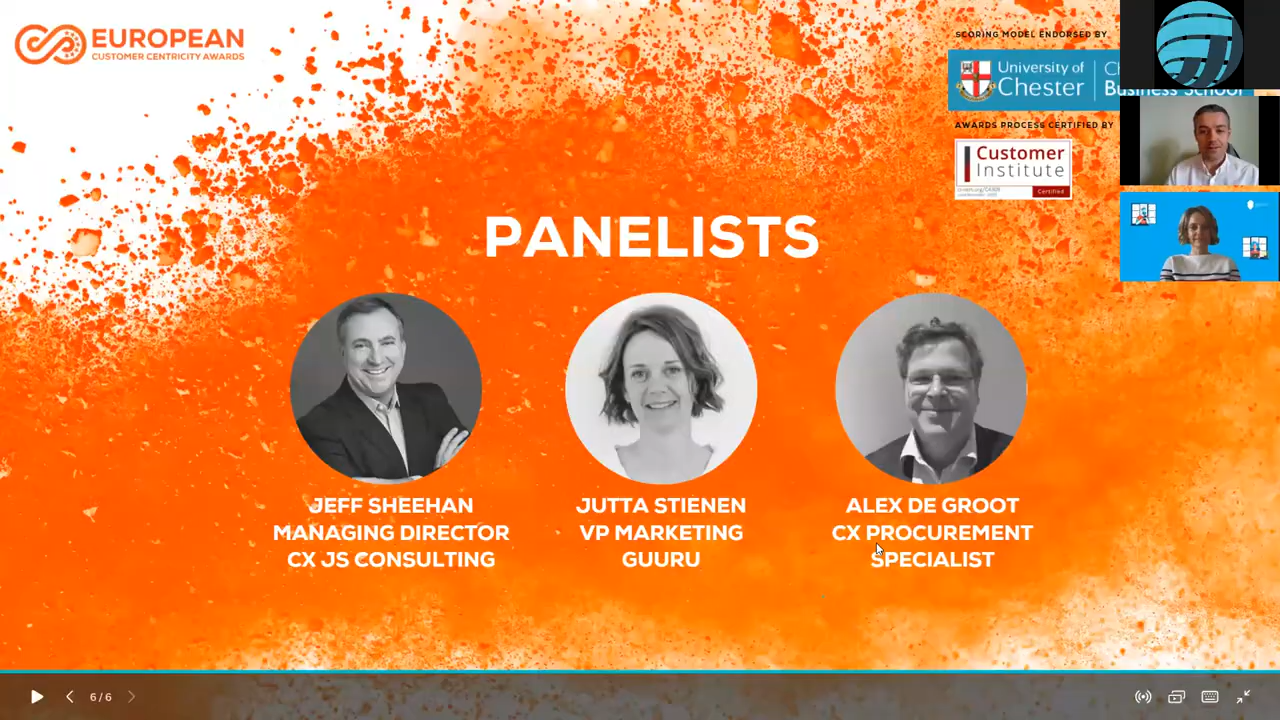 EUROPEAN
CUSTOMER CENTRICITY AWARDS
SCORING MODEL ENDORSED BY
University of
Chester
Business School
AWARDS PROCESS CERTIFIED BY
Customer
Institute
Certified
PANELISTS
JEFF SHEEHAN
MANAGING DIRECTOR
CX JS CONSULTING
JUTTA STIENEN
VP MARKETING
GUURU
ALEX DE GROOT
CX PROCUREMENT
SPECIALIST
6/6